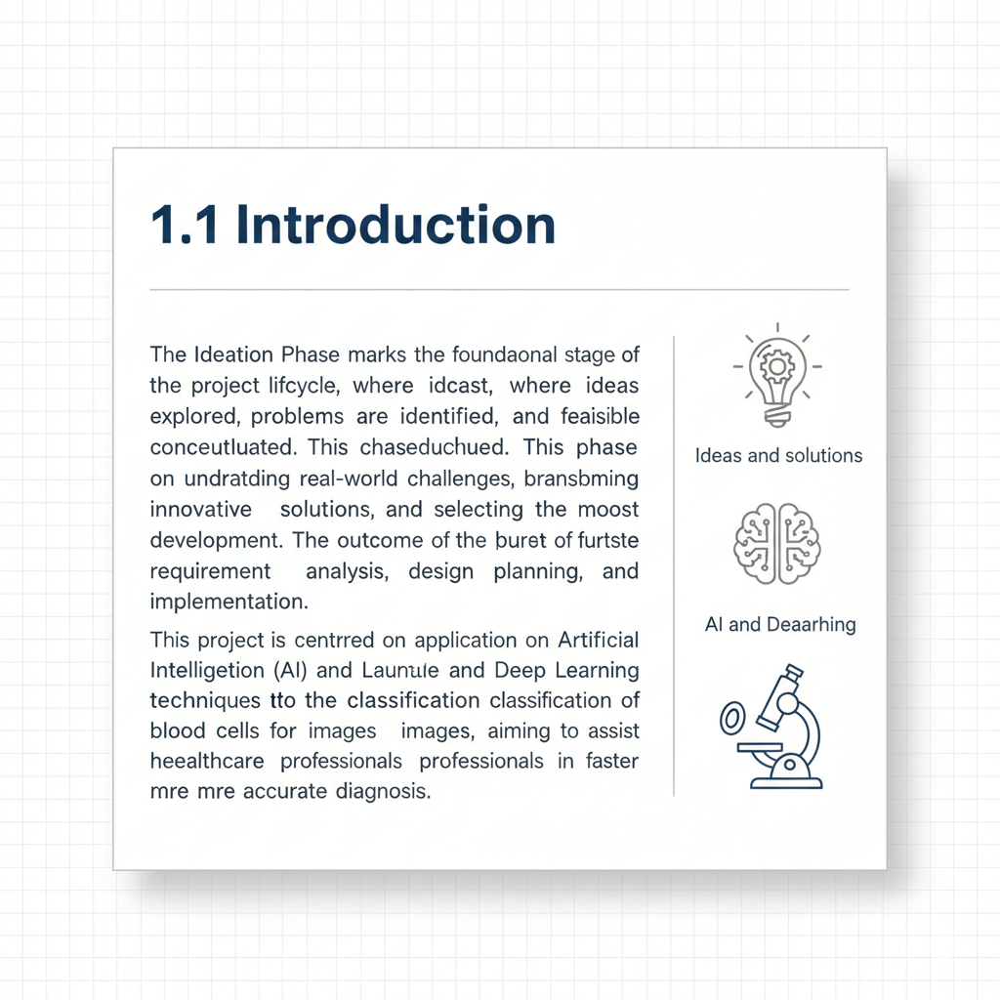 1.1 Introduction
The Ideation Phase marks the foundaonal stage of
the project lifcycle, where idcast, where ideas
explored, problems are identified, and feaisible
conceutluated. This chaseduchued. This phase
on undratding real-world challenges, bransbming
innovative solutions, and selecting the moost
development. The outcome of the buret of furtste
requirement analysis, design planning, and
implementation.
This project is centrred on application on Artificial
Intelligetion (AI) and Launule and Deep Learning
techniques tto the classification classification of
blood cells for images images, aiming to assist
heealthcare professionals professionals in faster
mre mre accurate diagnosis.
Ideas and solutions
AI and Deaarhing